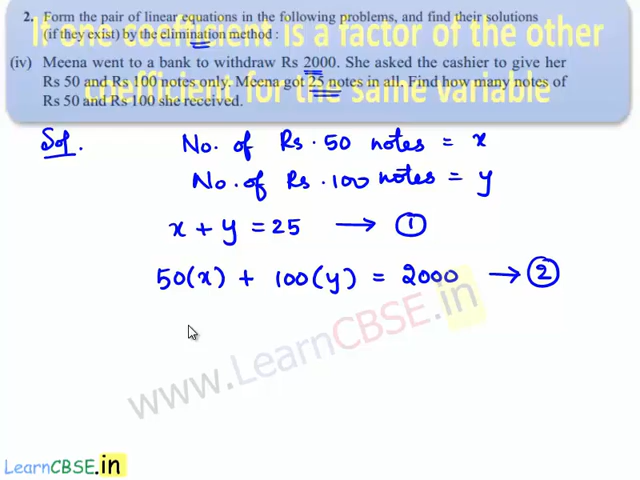 2. Form the pair of linear equations in the following problems, and find their solutions
(if they exist) by the elimination method :
If one coefficient is a factor of the other
(iv) Meena went to a bank to withdraw Rs 2000. She asked the cashier to give her
Rs 50 and Rs 100 notes only. Meena got 25 notes in all. Find how many notes of
Rs 50 and Rs 100 she received.
coefficient for the same variable
Sol. No. of Rs. 50 notes = x
No. of Rs. 100 notes = y
x + y = 25 → 1
50(x) + 100(y) = 2000 → 2
www.LearnCBSE.in
LearnCBSE.in